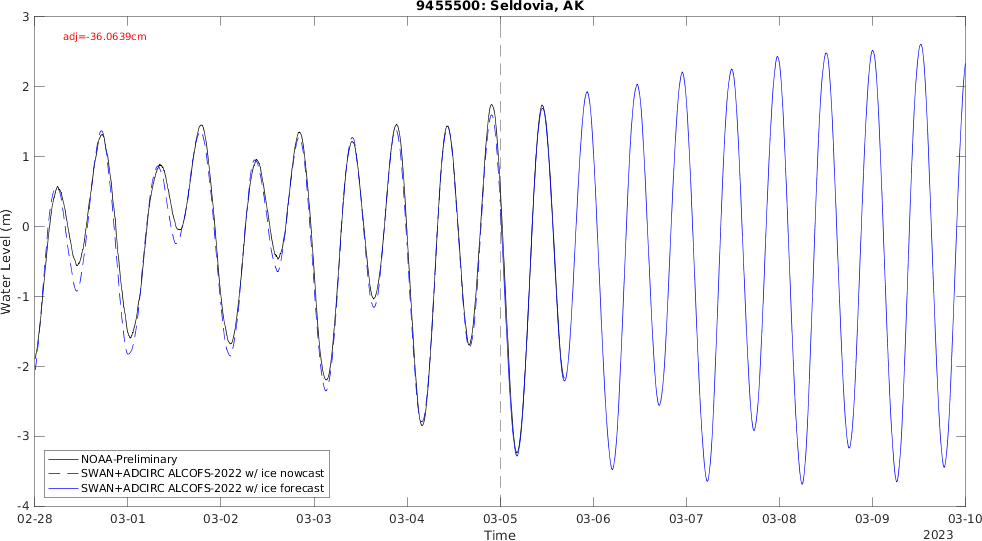 9455500: Seldovia, AK
adj=-36.0639cm
3
2
1
0
-1
-2
-3
-4
Water Level (m)
NOAA-Preliminary
SWAN+ADCIRC ALCOFS-2022 w/ ice nowcast
SWAN+ADCIRC ALCOFS-2022 w/ ice forecast
02-28 03-01 03-02 03-03 03-04 03-05 03-06 03-07 03-08 03-09 03-10
Time
2023